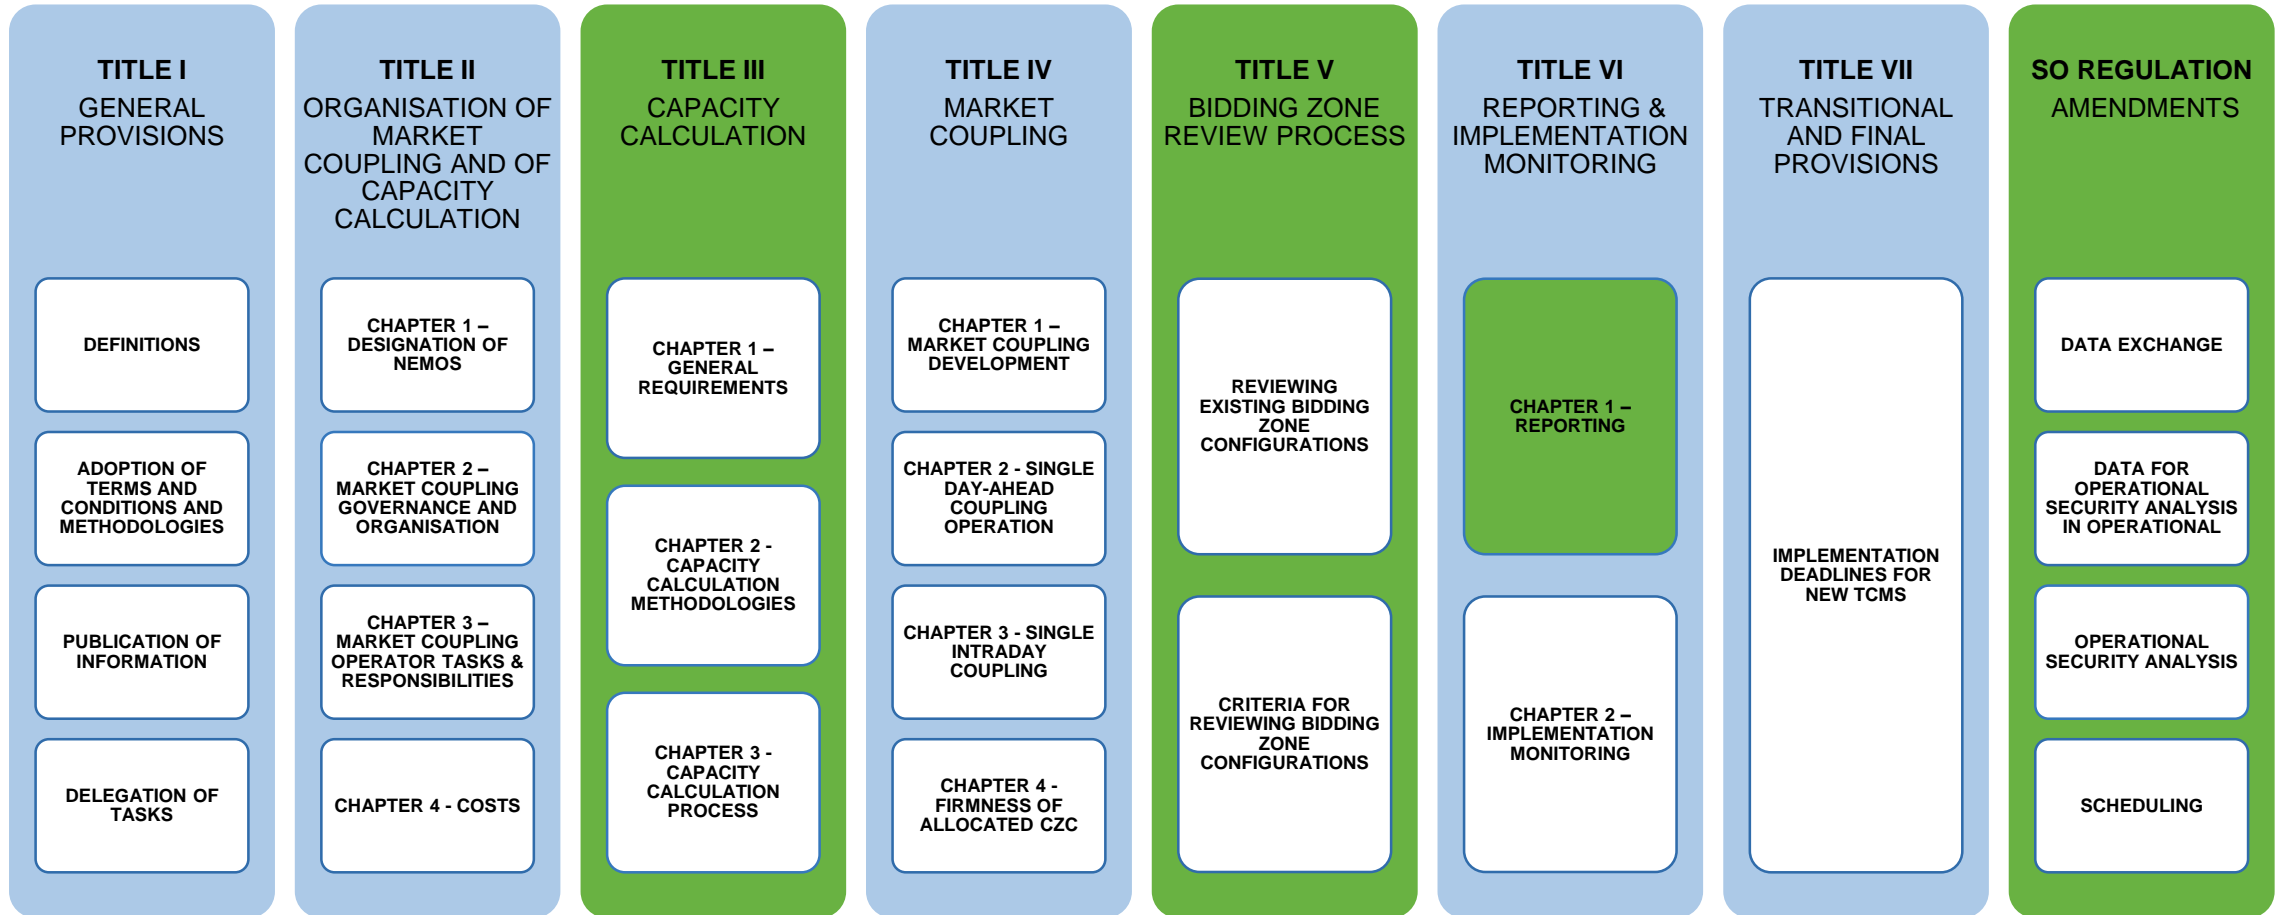 TITLE I
GENERAL
PROVISIONS
DEFINITIONS
ADOPTION OF
TERMS AND
CONDITIONS AND
METHODOLOGIES
PUBLICATION OF
INFORMATION
DELEGATION OF
TASKS
TITLE II
ORGANISATION OF
MARKET
COUPLING AND OF
CAPACITY
CALCULATION
CHAPTER 1 –
DESIGNATION OF
NEMOS
CHAPTER 2 –
MARKET COUPLING
GOVERNANCE AND
ORGANISATION
CHAPTER 3 –
MARKET COUPLING
OPERATOR TASKS &
RESPONSIBILITIES
CHAPTER 4 - COSTS
TITLE III
CAPACITY
CALCULATION
CHAPTER 1 –
GENERAL
REQUIREMENTS
CHAPTER 2 -
CAPACITY
CALCULATION
METHODOLOGIES
CHAPTER 3 -
CAPACITY
CALCULATION
PROCESS
TITLE IV
MARKET
COUPLING
CHAPTER 1 –
MARKET COUPLING
DEVELOPMENT
CHAPTER 2 - SINGLE
DAY-AHEAD
COUPLING
OPERATION
CHAPTER 3 - SINGLE
INTRADAY
COUPLING
CHAPTER 4 -
FIRMNESS OF
ALLOCATED CZC
TITLE V
BIDDING ZONE
REVIEW PROCESS
REVIEWING
EXISTING BIDDING
ZONE
CONFIGURATIONS
CRITERIA FOR
REVIEWING BIDDING
ZONE
CONFIGURATIONS
TITLE VI
REPORTING &
IMPLEMENTATION
MONITORING
CHAPTER 1 –
REPORTING
CHAPTER 2 –
IMPLEMENTATION
MONITORING
TITLE VII
TRANSITIONAL
AND FINAL
PROVISIONS
IMPLEMENTATION
DEADLINES FOR
NEW TCMS
SO REGULATION
AMENDMENTS
DATA EXCHANGE
DATA FOR
OPERATIONAL
SECURITY ANALYSIS
IN OPERATIONAL
OPERATIONAL
SECURITY ANALYSIS
SCHEDULING